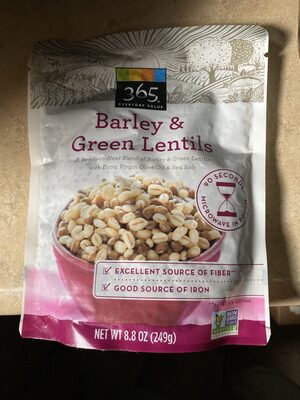 365
EVERYDAY VALUE
Barley &
Green Lentils
A Ready-to-Heat Blend of Barley & Green Lentils
with Extra Virgin Olive Oil & Sea Salt
90 SECOND
MICROWAVE IN POUCH
EXCELLENT SOURCE OF FIBER**
GOOD SOURCE OF IRON
NON
GMO
NET WT 8.8 OZ (249g)